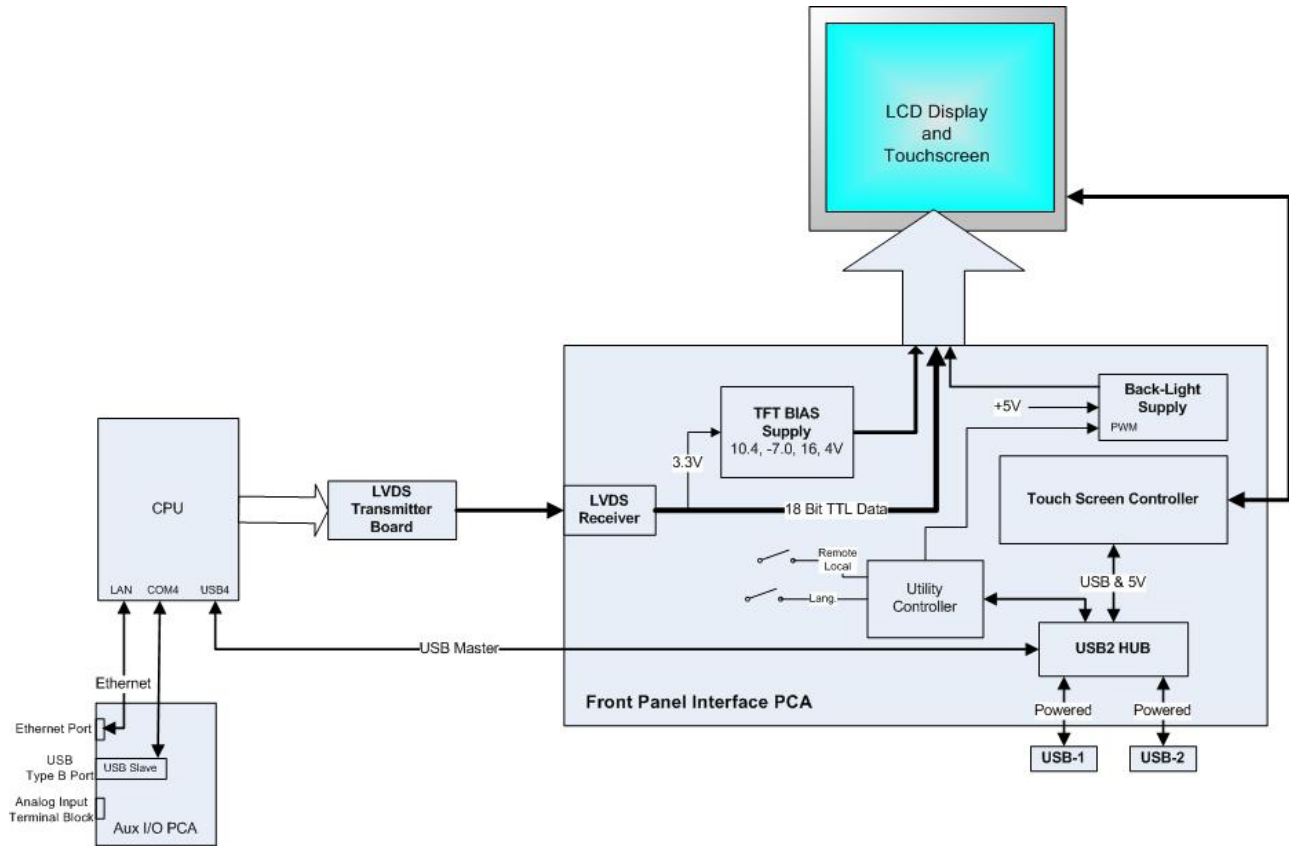 LCD Display
and
Touchscreen
TFT BIAS
Supply
10.4, -7.0, 16, 4V
Back-Light
Supply
PWM
+5V
3.3V
CPU
LAN
COM4
USB4
LVDS
Transmitter
Board
LVDS
Receiver
18 Bit TTL Data
Touch Screen Controller
Remote
Local
Lang.
Utility
Controller
USB & 5V
USB2 HUB
USB Master
Front Panel Interface PCA
Powered
Powered
USB-1
USB-2
Ethernet
Ethernet Port
USB
Type B Port
USB Slave
Analog Input
Terminal Block
Aux I/O PCA